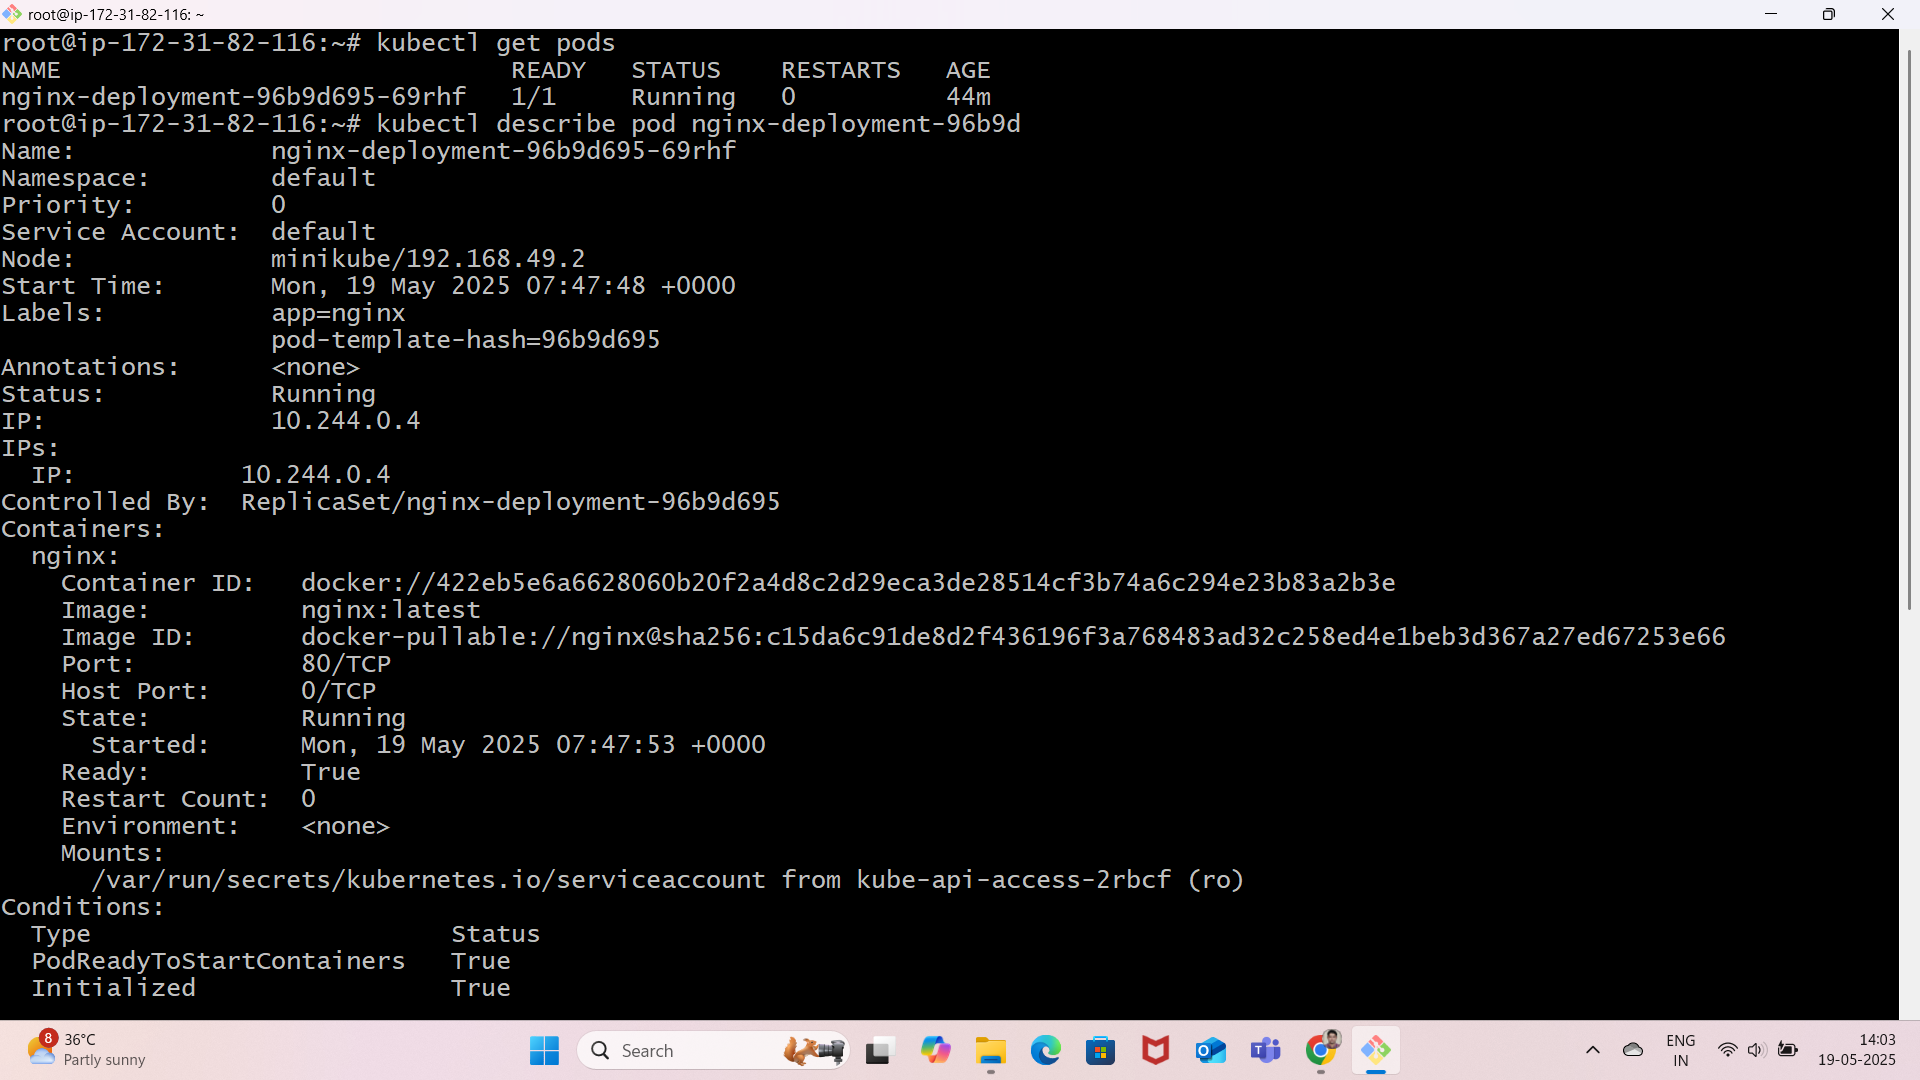 root@ip-172-31-82-116: ~
root@ip-172-31-82-116:~# kubectl get pods
NAME                              READY   STATUS    RESTARTS   AGE
nginx-deployment-96b9d695-69rhf   1/1     Running   0          44m
root@ip-172-31-82-116:~# kubectl describe pod nginx-deployment-96b9d
Name:             nginx-deployment-96b9d695-69rhf
Namespace:        default
Priority:         0
Service Account:  default
Node:             minikube/192.168.49.2
Start Time:       Mon, 19 May 2025 07:47:48 +0000
Labels:           app=nginx
                  pod-template-hash=96b9d695
Annotations:      <none>
Status:           Running
IP:               10.244.0.4
IPs:
  IP:           10.244.0.4
Controlled By:  ReplicaSet/nginx-deployment-96b9d695
Containers:
  nginx:
    Container ID:   docker://422eb5e6a6628060b20f2a4d8c2d29eca3de28514cf3b74a6c294e23b83a2b3e
    Image:          nginx:latest
    Image ID:       docker-pullable://nginx@sha256:c15da6c91de8d2f436196f3a768483ad32c258ed4e1beb3d367a27ed67253e66
    Port:           80/TCP
    Host Port:      0/TCP
    State:          Running
      Started:      Mon, 19 May 2025 07:47:53 +0000
    Ready:          True
    Restart Count:  0
    Environment:    <none>
    Mounts:
      /var/run/secrets/kubernetes.io/serviceaccount from kube-api-access-2rbcf (ro)
Conditions:
  Type                        Status
  PodReadyToStartContainers   True
  Initialized                 True
8
36°C
Partly sunny
Search
ENG
IN
14:03
19-05-2025